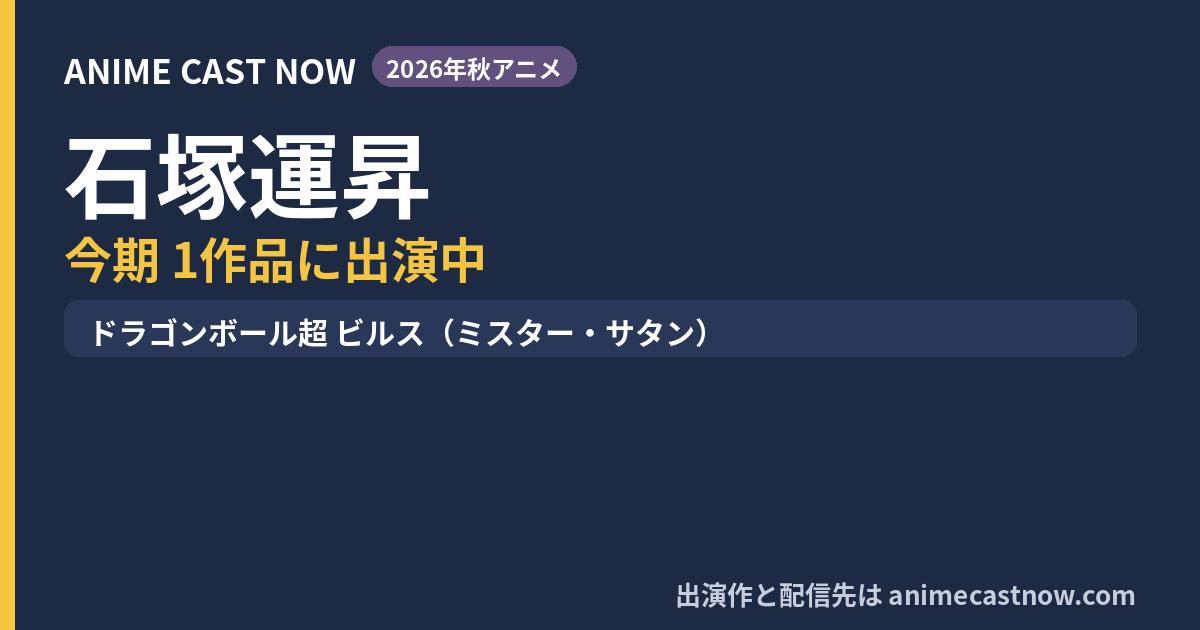 ANIME CAST NOW 2026年秋アニメ
石塚運昇
今期 1作品に出演中
ドラゴンボール超 ビルス（ミスター・サタン）
出演作と配信先は animecastnow.com